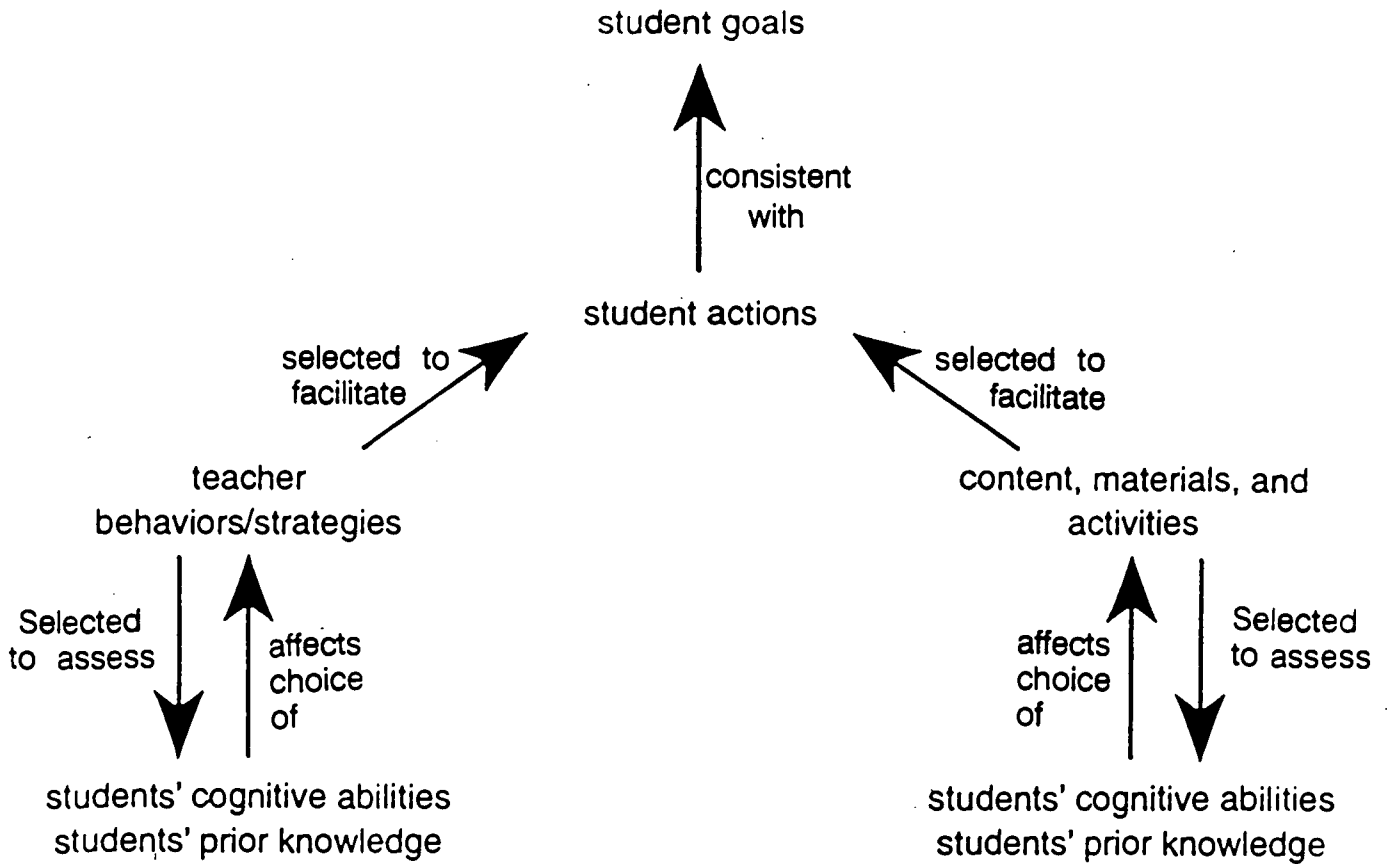 student goals
consistent
with
student actions
selected to
facilitate
selected to
facilitate
teacher
behaviors/strategies
content, materials, and
activities
Selected
to assess
affects
choice
of
affects
choice
of
Selected
to assess
students' cognitive abilities
students' prior knowledge
students' cognitive abilities
students' prior knowledge